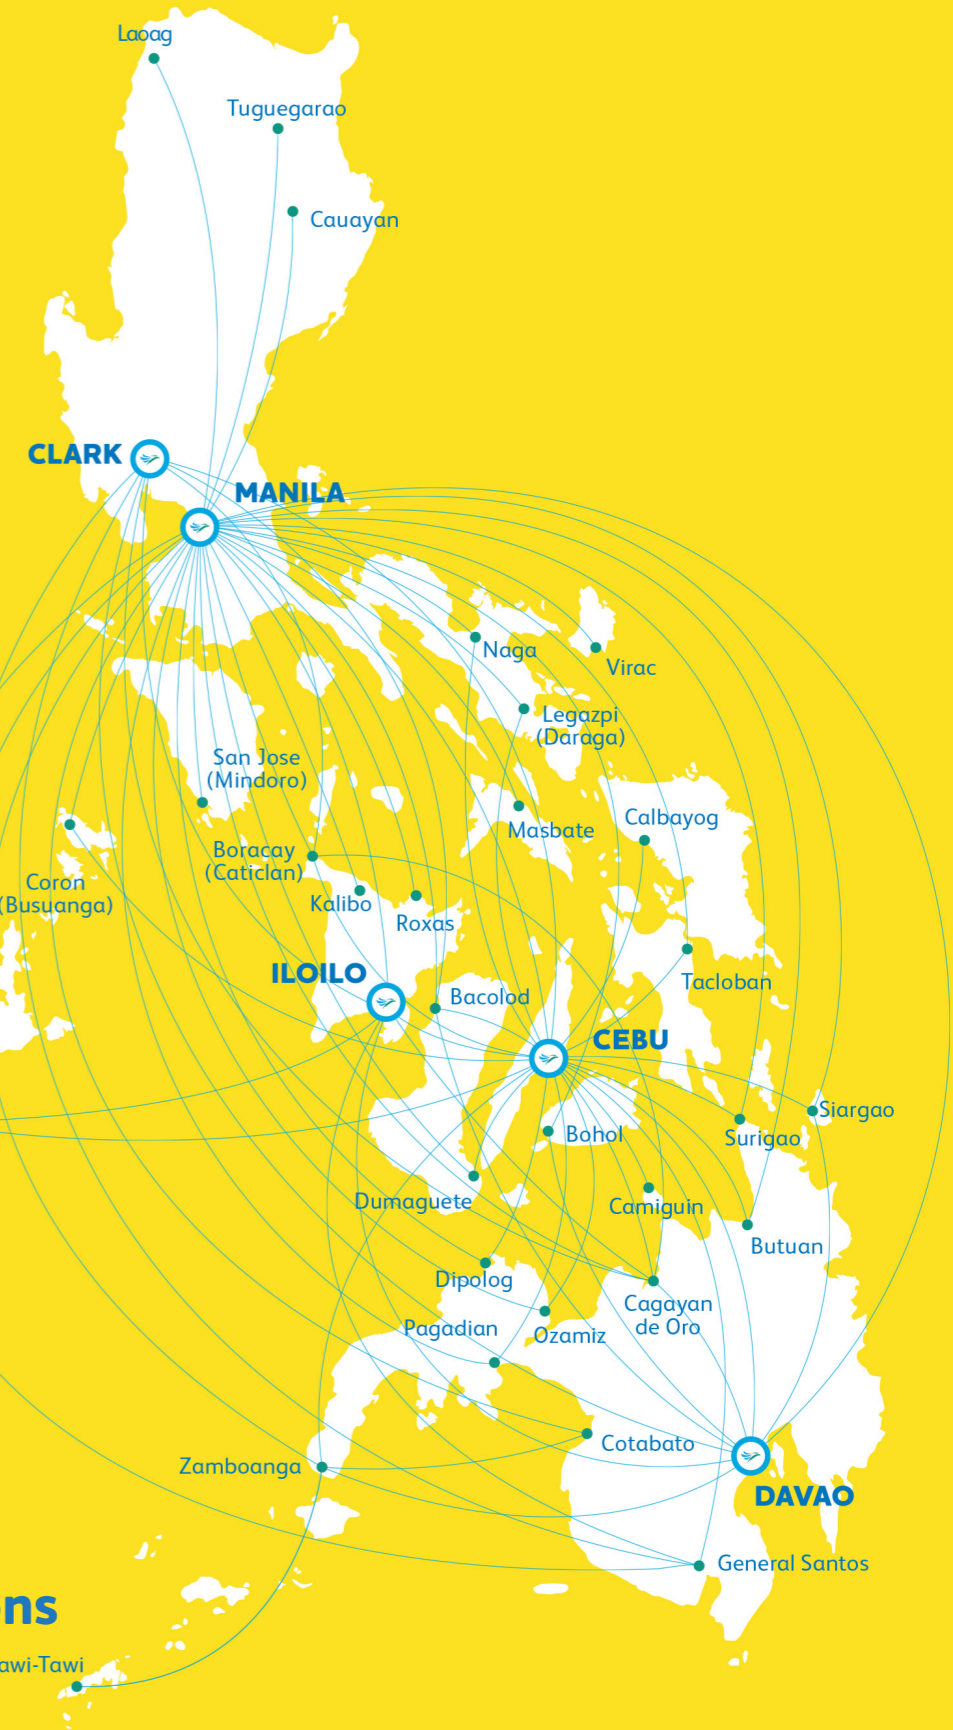 Laoag
Tuguegarao
Cauayan
CLARK
MANILA
Naga
Virac
Legazpi
(Daraga)
San Jose
(Mindoro)
Masbate
Calbayog
Boracay
(Caticlan)
Coron
(Busuanga)
Kalibo
Roxas
ILOILO
Bacolod
Tacloban
CEBU
Siargao
Surigao
Bohol
Dumaguete
Camiguin
Butuan
Dipolog
Cagayan
de Oro
Pagadian
Ozamiz
Cotabato
Zamboanga
DAVAO
General Santos
ns
awi-Tawi